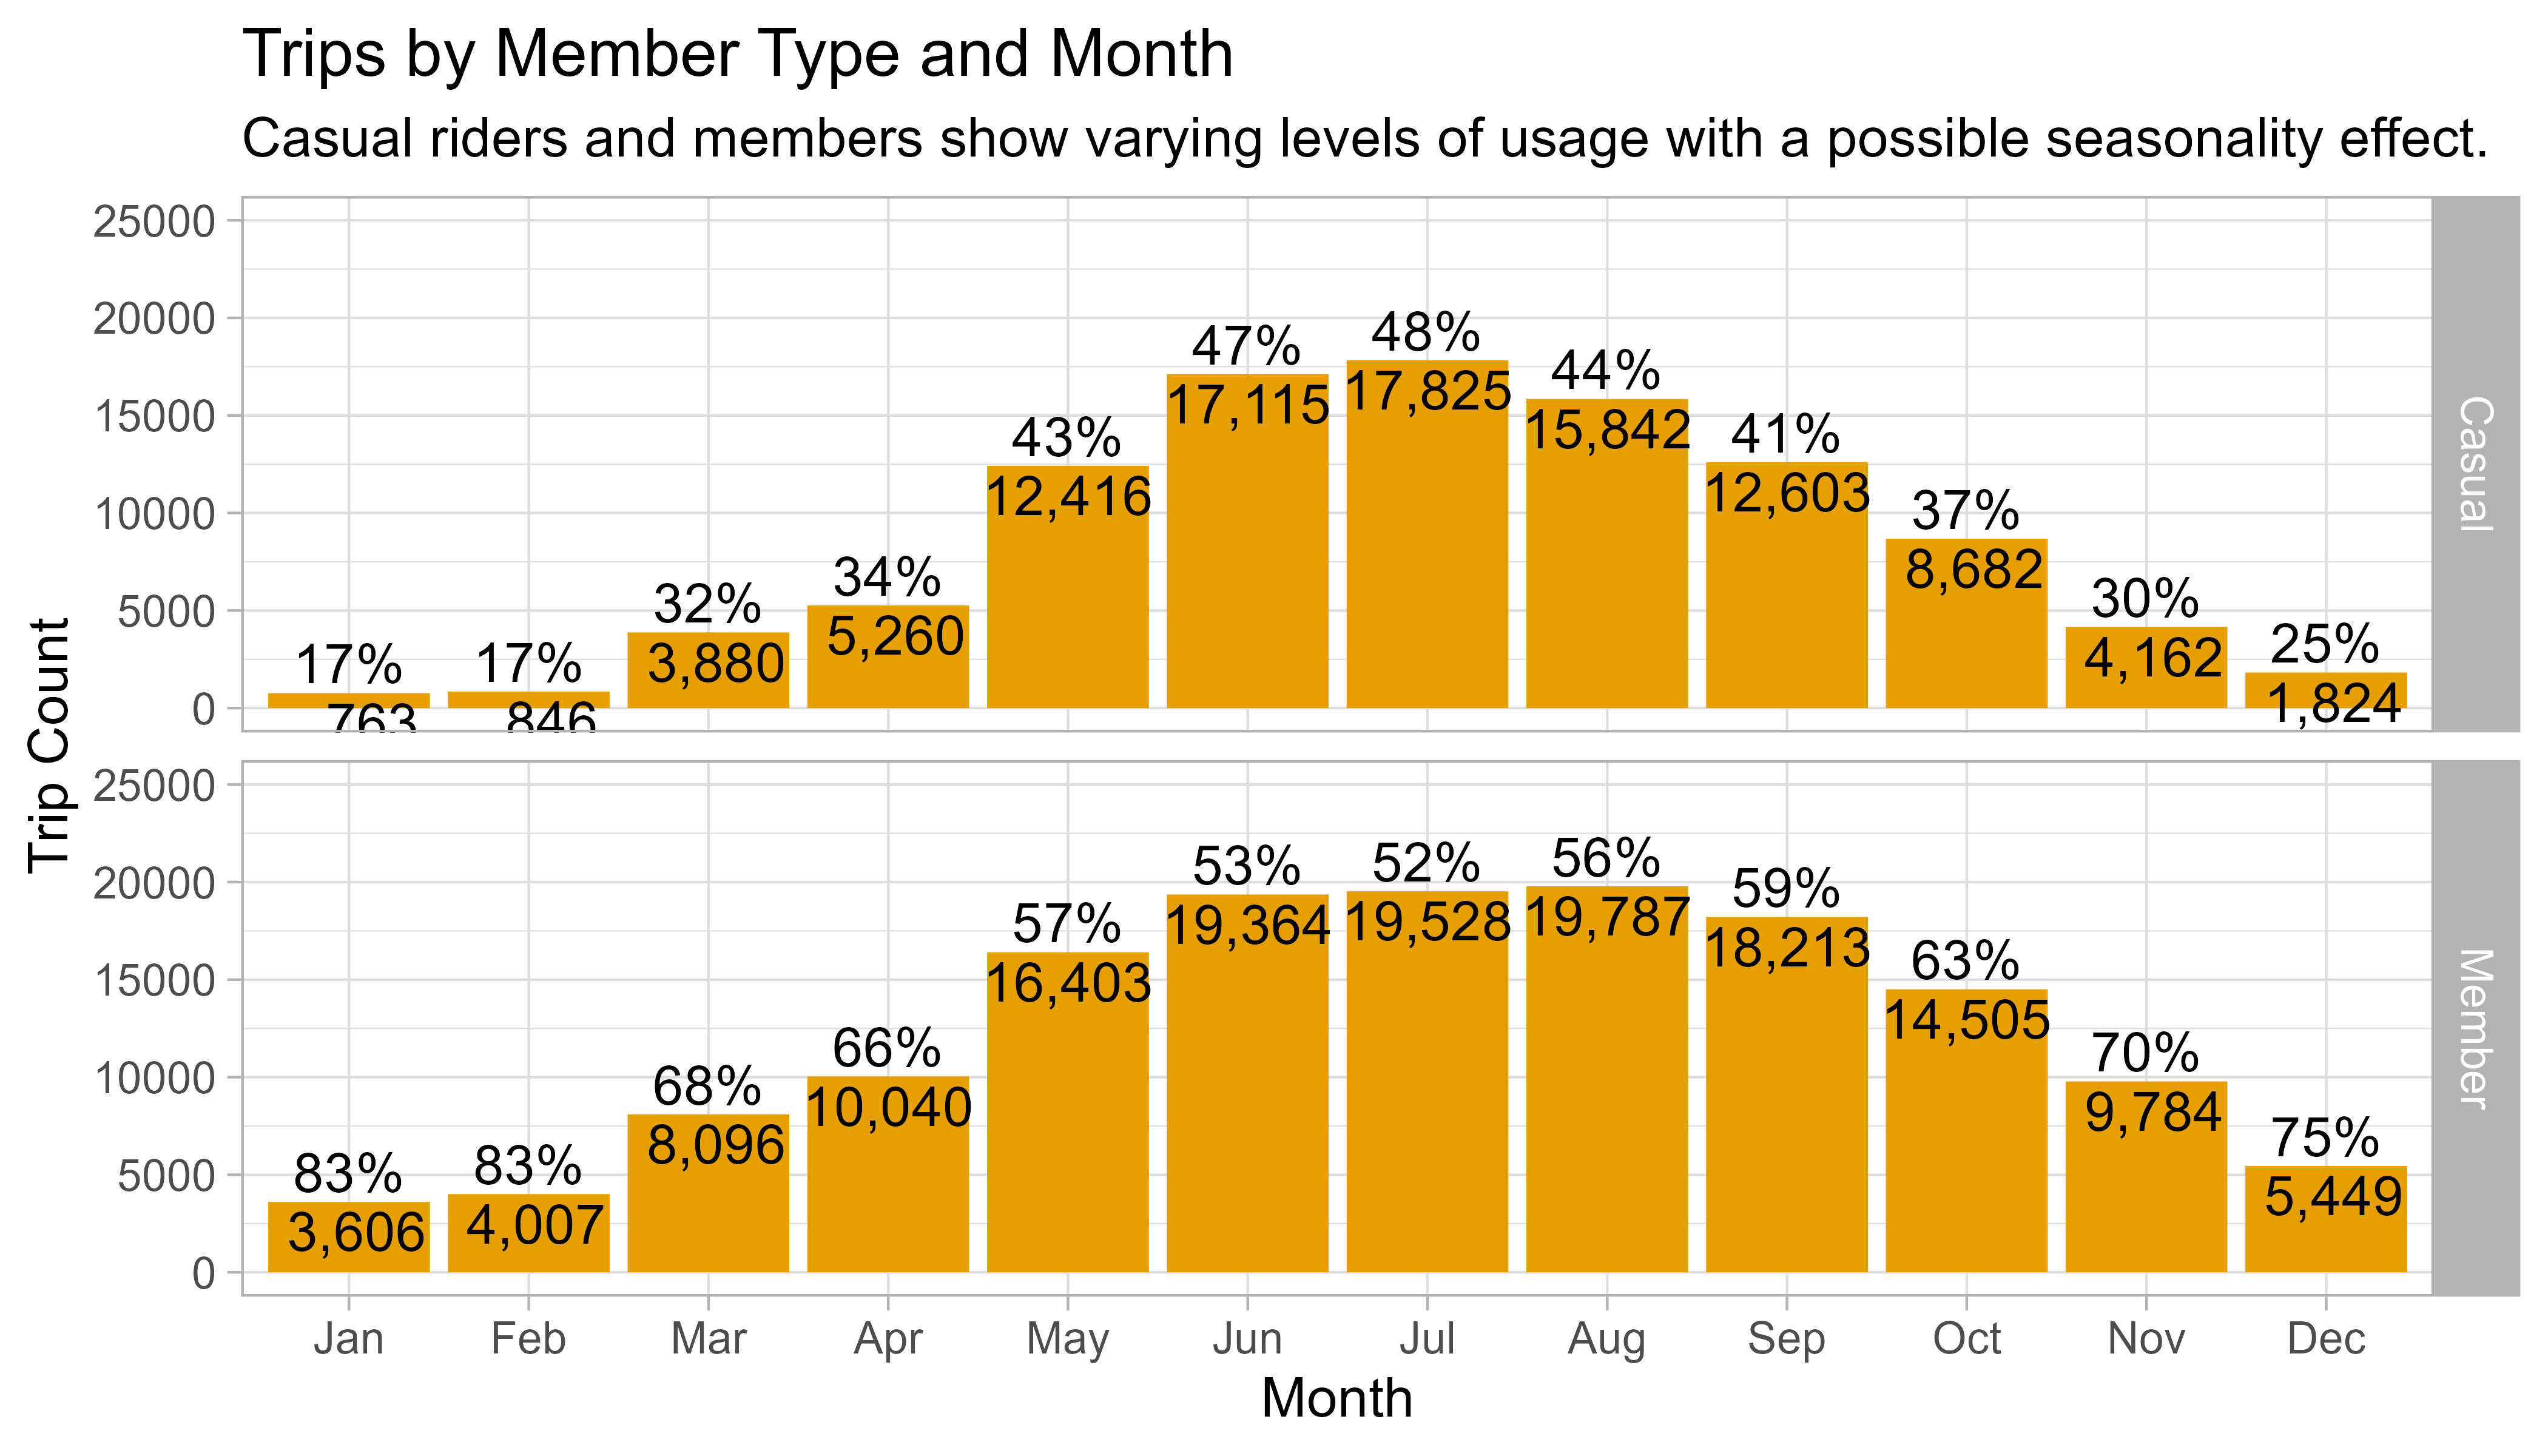 Trips by Member Type and Month
Casual riders and members show varying levels of usage with a possible seasonality effect.
Trip Count
25000
20000
15000
10000
5000
0
17% 17% 32% 34% 43% 47% 48% 44% 41% 37% 30% 25%
763 846 3,880 5,260 12,416 17,115 17,825 15,842 12,603 8,682 4,162 1,824
Casual
25000
20000
15000
10000
5000
0
83% 83% 68% 66% 57% 53% 52% 56% 59% 63% 70% 75%
3,606 4,007 8,096 10,040 16,403 19,364 19,528 19,787 18,213 14,505 9,784 5,449
Member
Jan Feb Mar Apr May Jun Jul Aug Sep Oct Nov Dec
Month